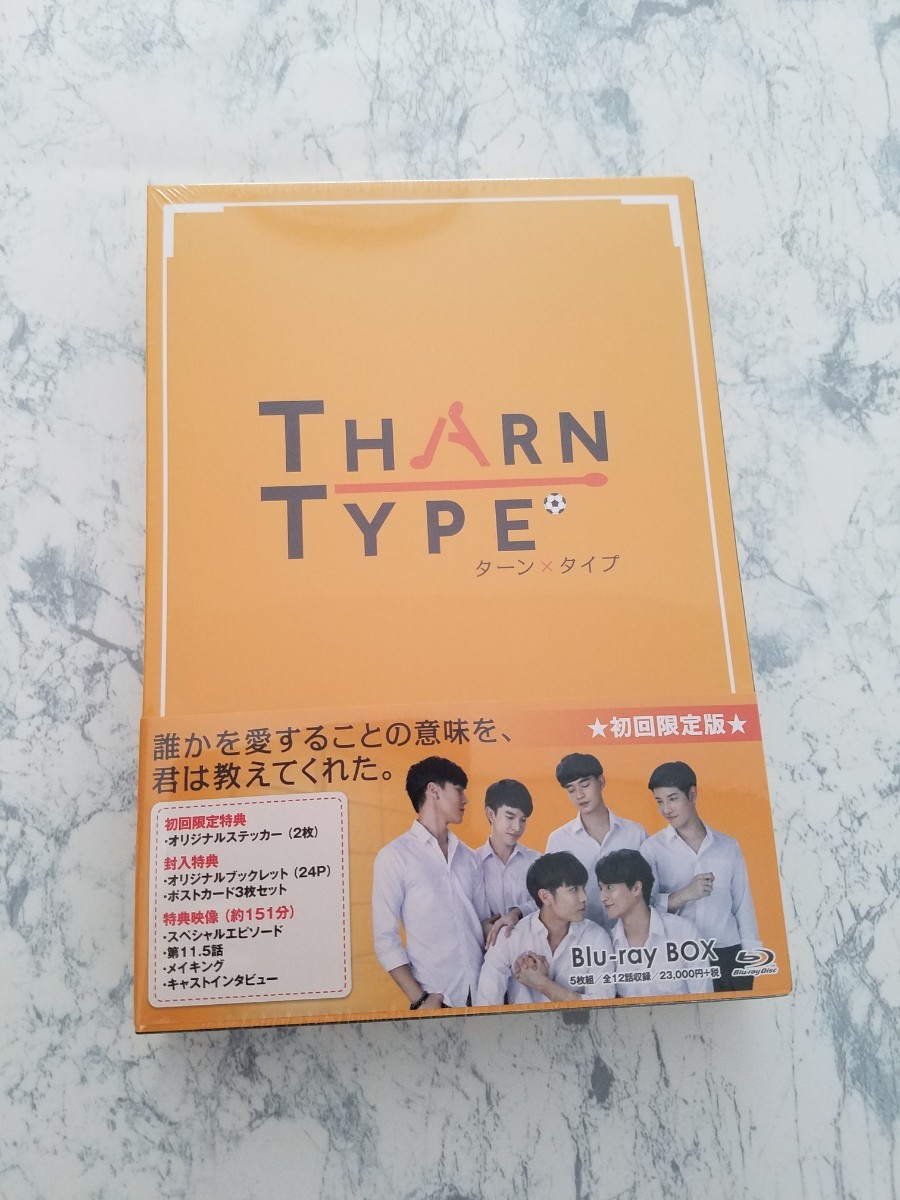 THARN
TYPE
ターン×タイプ
★初回限定版★
誰かを愛することの意味を、
君は教えてくれた。
初回限定特典
・オリジナルステッカー（2枚）
封入特典
・オリジナルブックレット（24P）
・ポストカード3枚セット
特典映像（約151分）
・スペシャルエピソード
・第11.5話
・メイキング
・キャストインタビュー
Blu-ray BOX
5枚組／全12話収録／23,000円+税
Blu-ray Disc